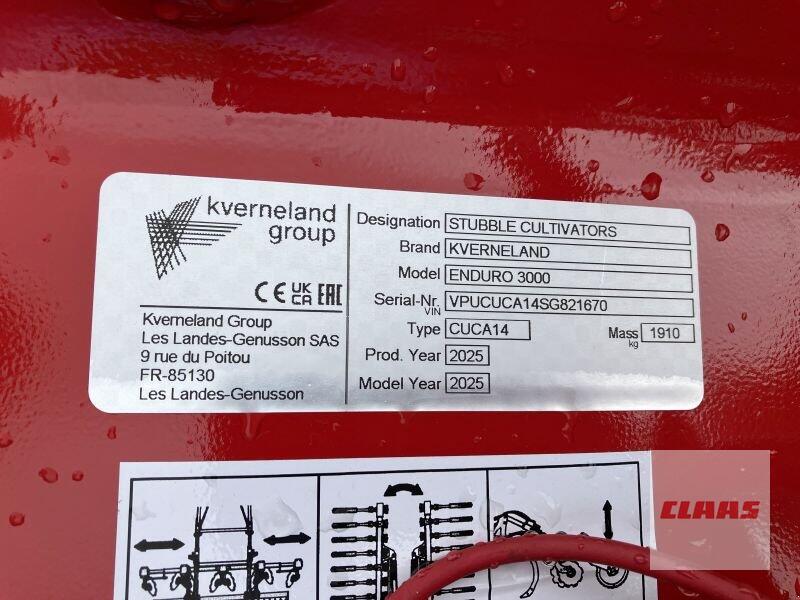 kverneland
group
CE UK CA EAC
Kverneland Group
Les Landes-Genusson SAS
9 rue du Poitou
FR-85130
Les Landes-Genusson
Designation STUBBLE CULTIVATORS
Brand KVERNELAND
Model ENDURO 3000
Serial-Nr. VIN VPUCUCA14SG821670
Type CUCA14 Mass kg 1910
Prod. Year 2025
Model Year 2025
CLAAS